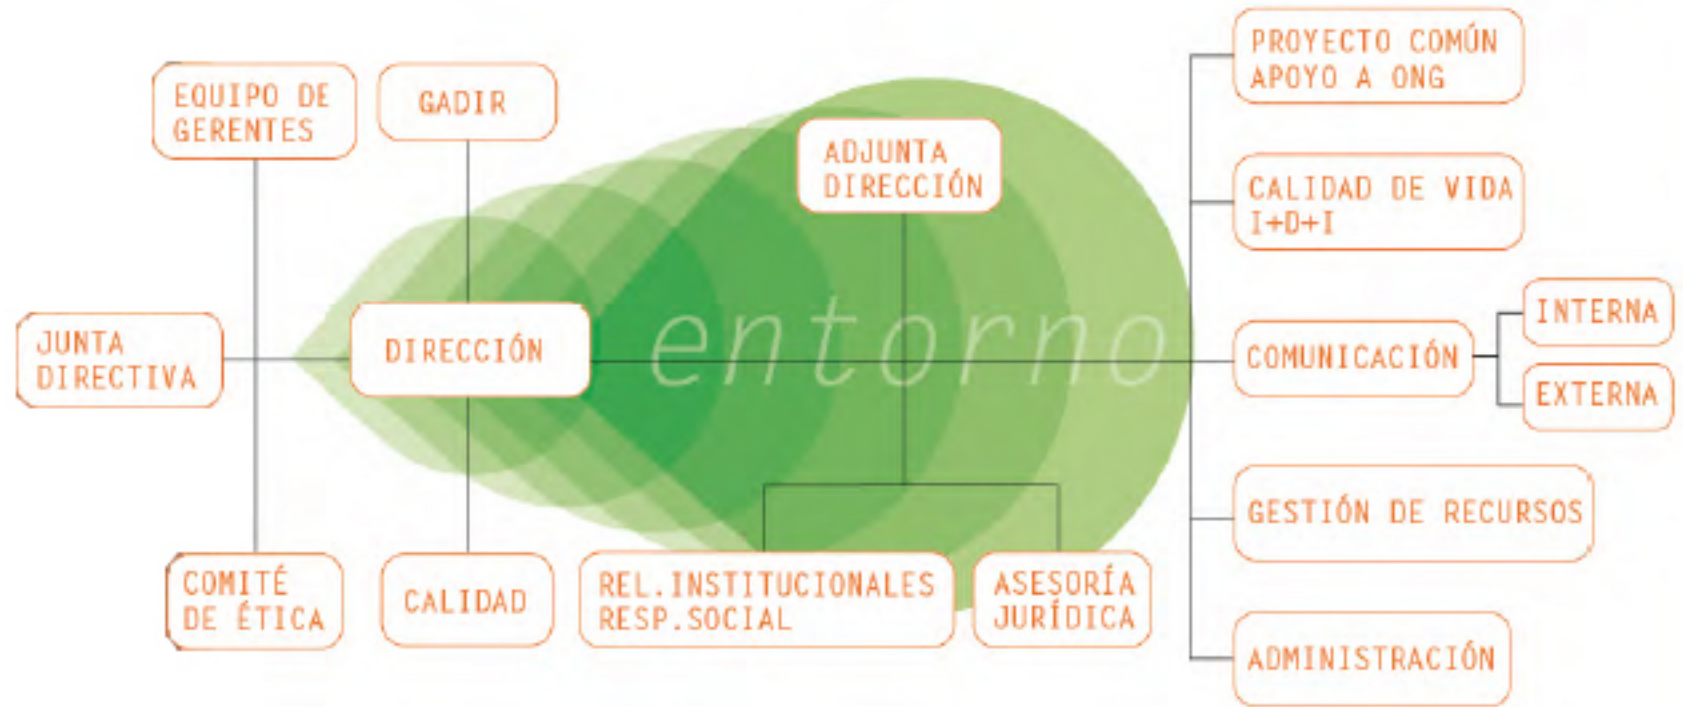 EQUIPO DE
GERENTES
GADIR
JUNTA
DIRECTIVA
DIRECCIÓN
COMITÉ
DE ÉTICA
CALIDAD
entorno
ADJUNTA
DIRECCIÓN
REL.INSTITUCIONALES
RESP.SOCIAL
ASESORÍA
JURÍDICA
PROYECTO COMÚN
APOYO A ONG
CALIDAD DE VIDA
I+D+I
COMUNICACIÓN
INTERNA
EXTERNA
GESTIÓN DE RECURSOS
ADMINISTRACIÓN